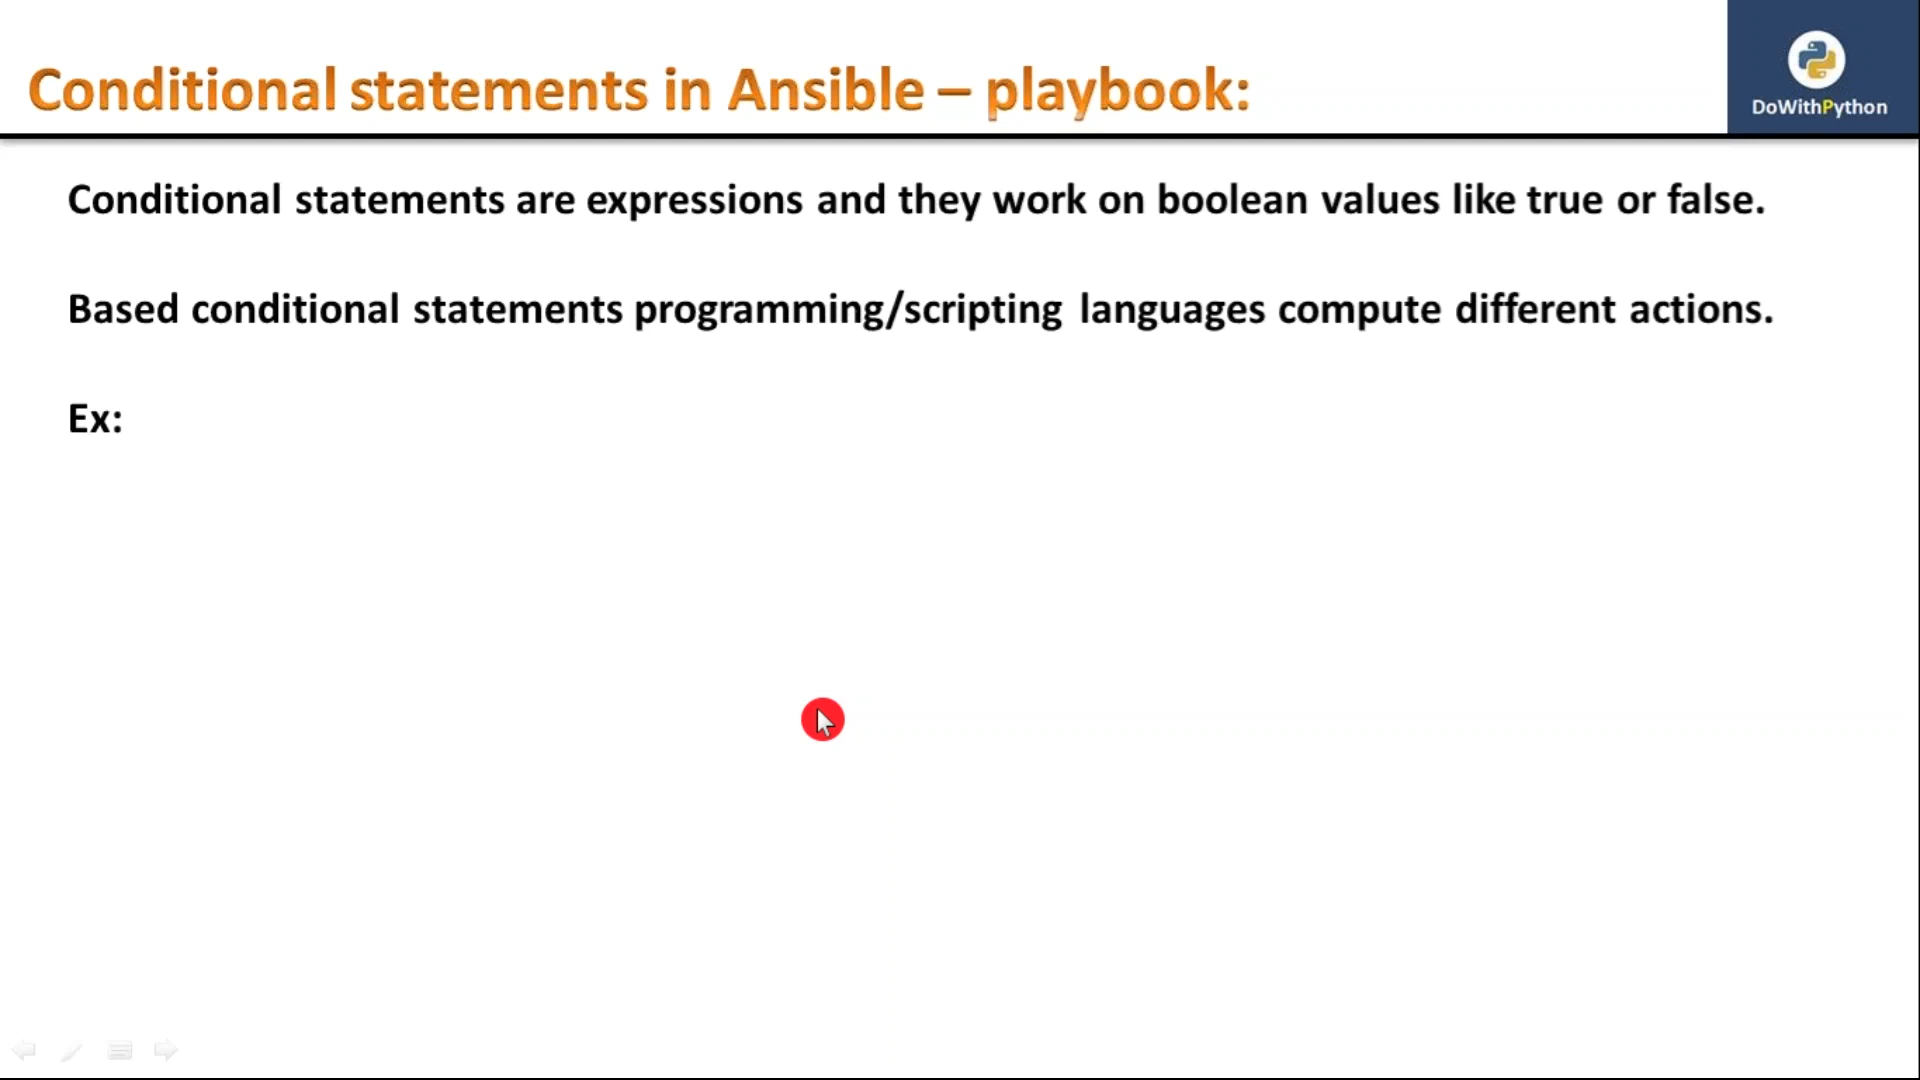 Conditional statements in Ansible – playbook:
DoWithPython
Conditional statements are expressions and they work on boolean values like true or false.
Based conditional statements programming/scripting languages compute different actions.
Ex: